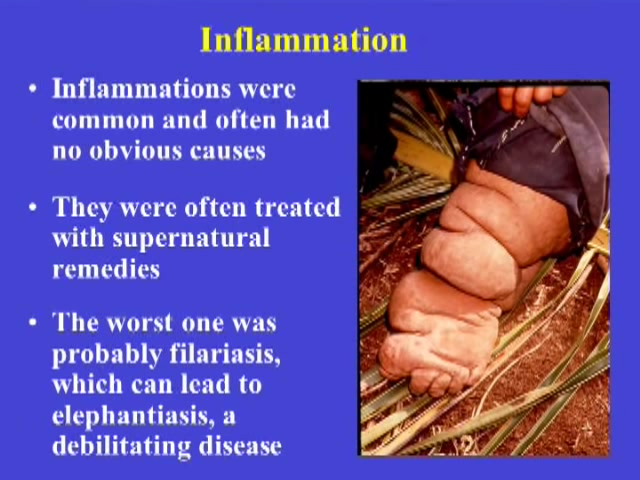 Inflammation
• Inflammations were
common and often had
no obvious causes
• They were often treated
with supernatural
remedies
• The worst one was
probably filariasis,
which can lead to
elephantiasis, a
debilitating disease